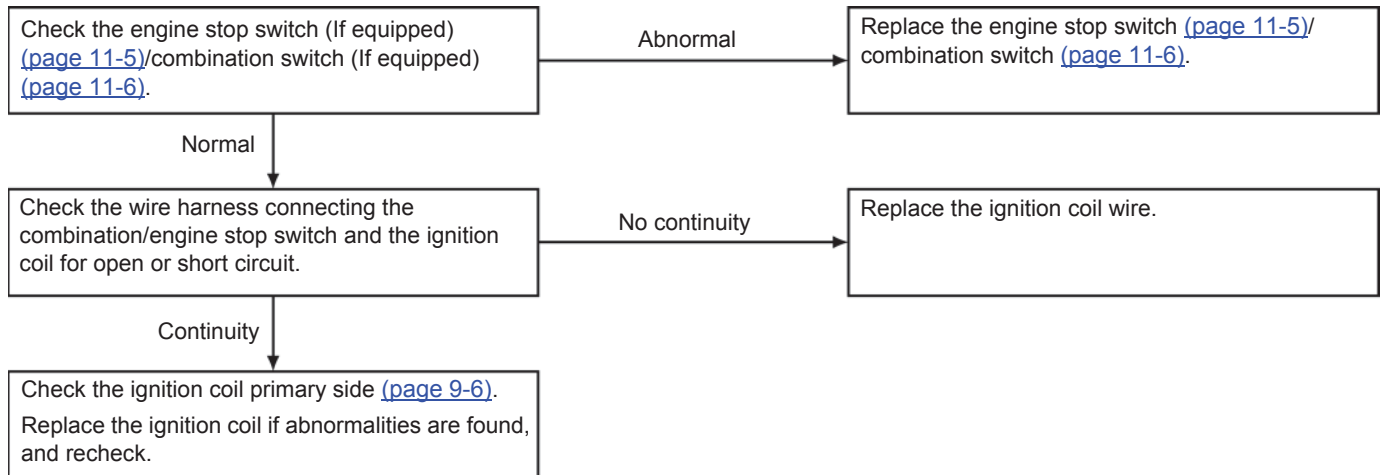 Check the engine stop switch (If equipped)
(page 11-5)/combination switch (If equipped)
(page 11-6).
Abnormal
Replace the engine stop switch (page 11-5)/
combination switch (page 11-6).
Normal
Check the wire harness connecting the
combination/engine stop switch and the ignition
coil for open or short circuit.
No continuity
Replace the ignition coil wire.
Continuity
Check the ignition coil primary side (page 9-6).
Replace the ignition coil if abnormalities are found,
and recheck.